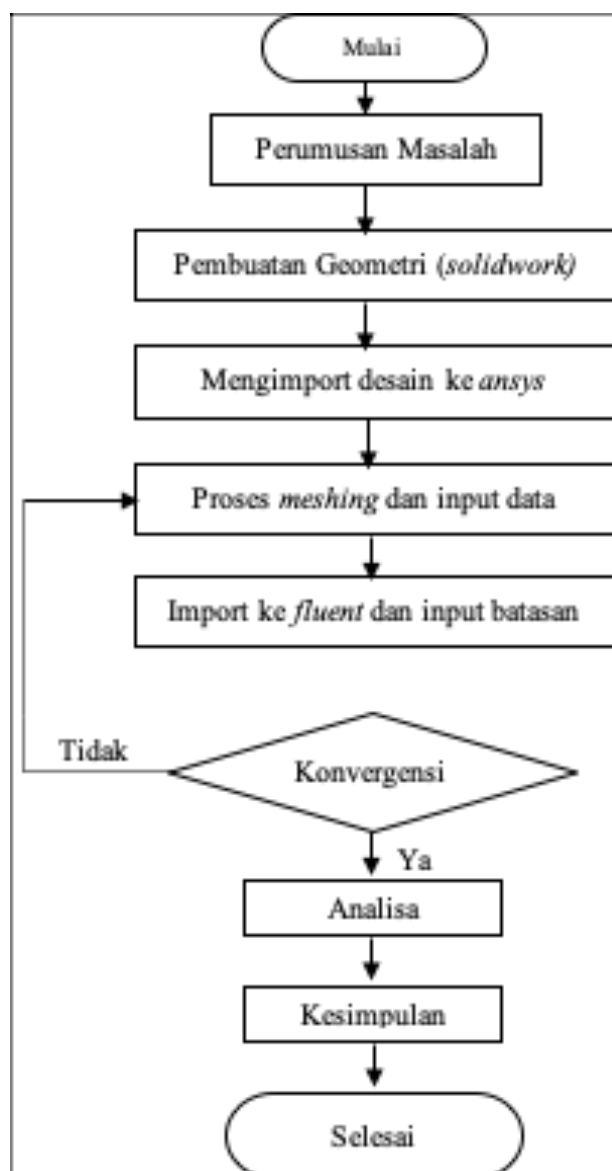 Mulai
Perumusan Masalah
Pembuatan Geometri (solidwork)
Mengimport desain ke ansys
Proses meshing dan input data
Import ke fluent dan input batasan
Tidak
Konvergensi
Ya
Analisa
Kesimpulan
Selesai